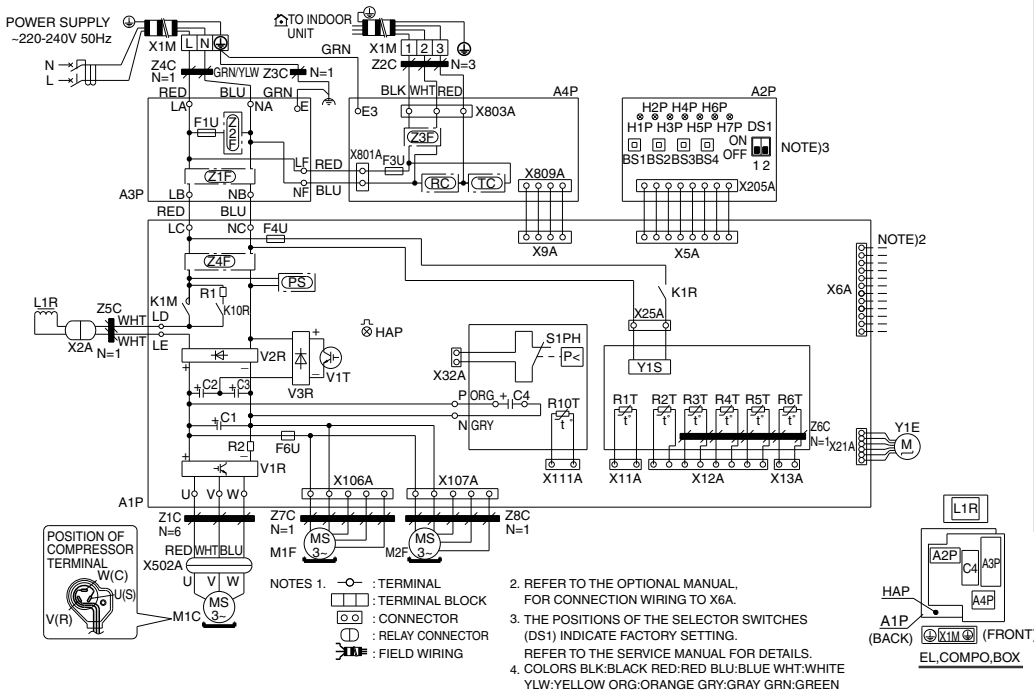 POWER SUPPLY
~220-240V 50Hz
X1M
L N
N
L
TO INDOOR
UNIT
X1M
1 2 3
GRN
Z4C
N=1
GRN/YLW
Z3C
N=1
Z2C
N=3
RED
BLU
GRN
BLK
WHT
RED
A4P
A2P
LA
NA
E
E3
X803A
F1U
Z2F
Z3F
H2P H4P H6P
H1P H3P H5P H7P
DS1
ON
OFF
1 2
NOTE)3
BS1 BS2 BS3 BS4
X801A
F3U
LF
RED
NF
BLU
RC
TC
X809A
X205A
Z1F
A3P
LB
NB
RED
BLU
LC
NC
F4U
X9A
X5A
NOTE)2
X6A
Z4F
PS
R1
K1M
K10R
K1R
X25A
Y1S
L1R
X2A
Z5C
N=1
WHT
WHT
LD
LE
HAP
V2R
+
−
V3R
V1T
+
−
+C2
+C3
S1PH
P<
X32A
P
ORG
+
C4
N
GRY
+C1
R10T
t°
X111A
R1T
R2T
R3T
R4T
R5T
R6T
t°
t°
t°
t°
t°
t°
Z6C
N=1
X11A
X12A
X13A
X21A
Y1E
M
R2
F6U
+
−
V1R
A1P
U V W
X106A
X107A
Z1C
N=6
Z7C
N=1
Z8C
N=1
MS
3~
M1F
MS
3~
M2F
RED
WHT
BLU
X502A
U V W
MS
3~
M1C
POSITION OF
COMPRESSOR
TERMINAL
W(C)
U(S)
V(R)
NOTES 1.
: TERMINAL
: TERMINAL BLOCK
: CONNECTOR
: RELAY CONNECTOR
: FIELD WIRING
2. REFER TO THE OPTIONAL MANUAL,
FOR CONNECTION WIRING TO X6A.
3. THE POSITIONS OF THE SELECTOR SWITCHES
(DS1) INDICATE FACTORY SETTING.
REFER TO THE SERVICE MANUAL FOR DETAILS.
4. COLORS BLK:BLACK RED:RED BLU:BLUE WHT:WHITE
YLW:YELLOW ORG:ORANGE GRY:GRAY GRN:GREEN
L1R
A2P
C4
A3P
A4P
HAP
A1P
(BACK)
X1M
(FRONT)
EL,COMPO,BOX